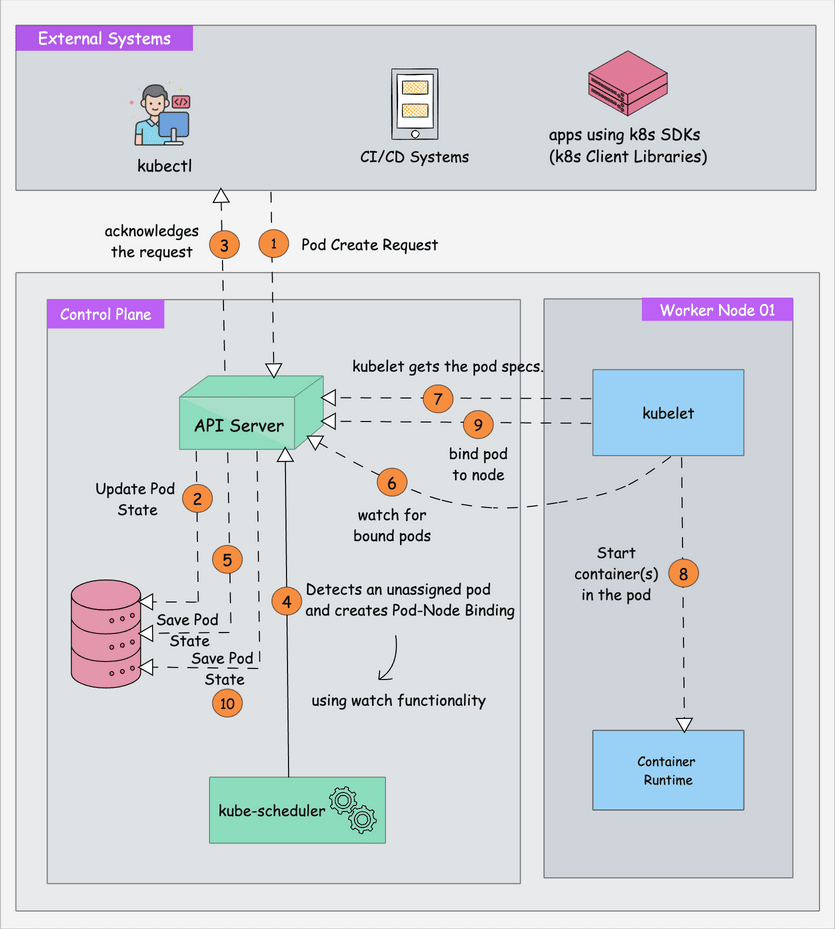 External Systems
kubectl
CI/CD Systems
apps using k8s SDKs
(k8s Client Libraries)
acknowledges
the request
3
1
Pod Create Request
Control Plane
Worker Node 01
kubelet gets the pod specs.
7
kubelet
API Server
9
bind pod
to node
Update Pod
State
2
6
watch for
bound pods
5
Start
container(s)
in the pod
8
4
Detects an unassigned pod
and creates Pod-Node Binding
Save Pod
State
Save Pod
State
10
using watch functionality
Container
Runtime
kube-scheduler